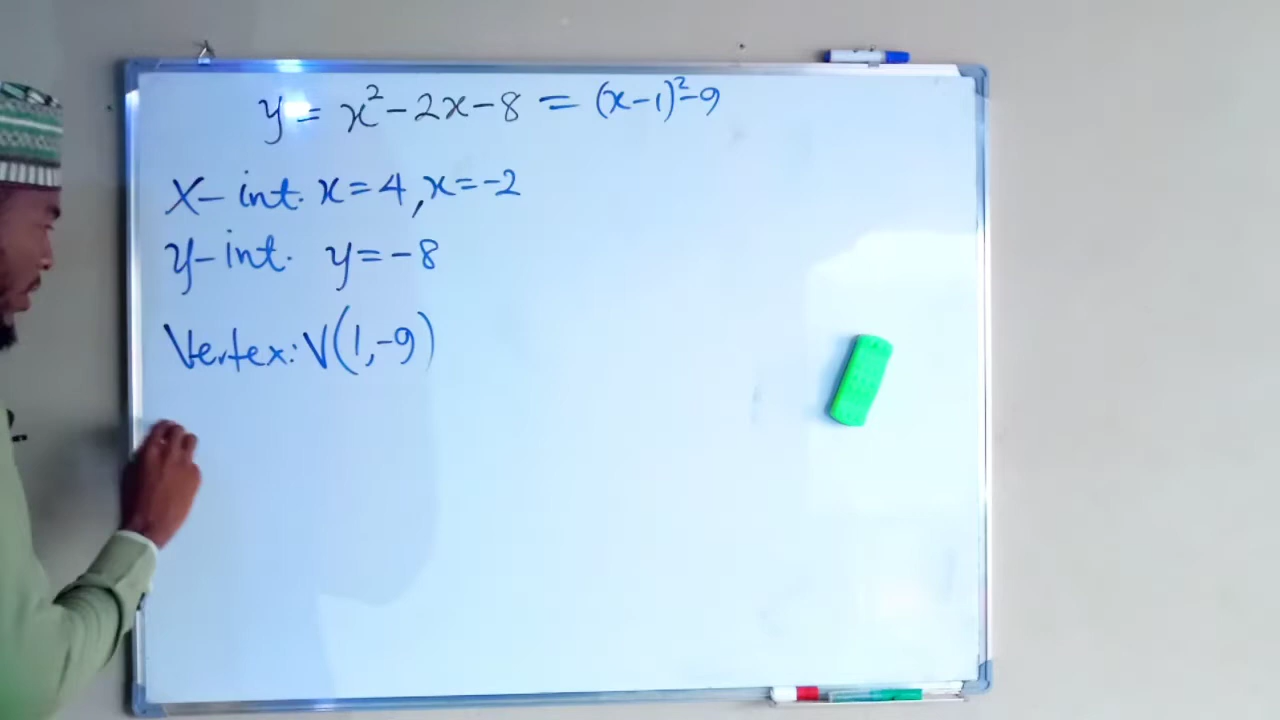 y = x² - 2x - 8 = (x-1)² - 9
X- int. x = 4, x = -2
y- int. y = -8
Vertex: V(1, -9)